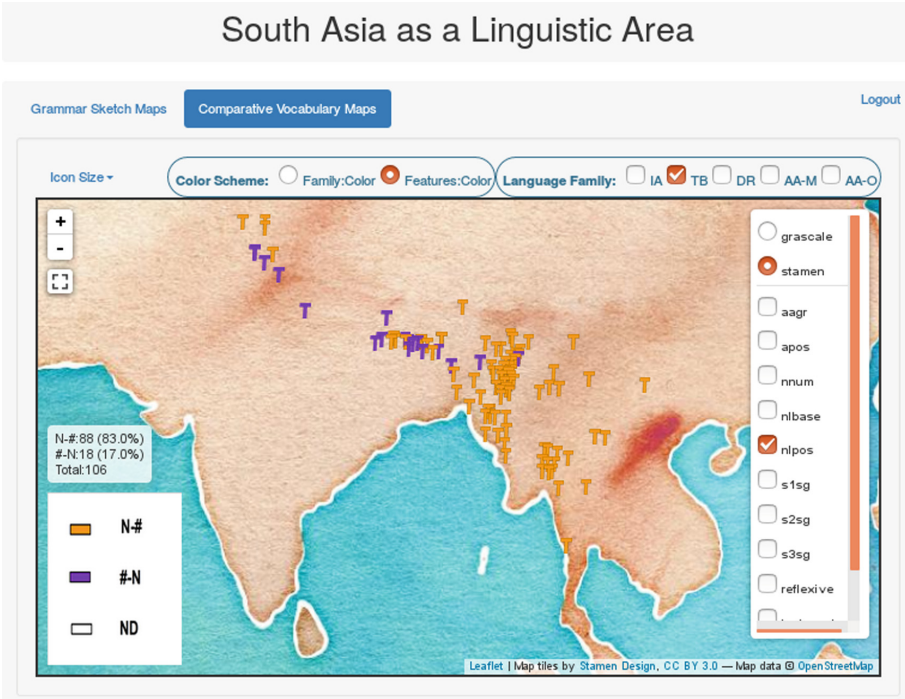 South Asia as a Linguistic Area
Grammar Sketch Maps
Comparative Vocabulary Maps
Logout
Icon Size
Color Scheme: Family:Color Features:Color
Language Family: IA TB DR AA-M AA-O
+
-
grascale
stamen
aagr
apos
nnum
nlbase
nlpos
s1sg
s2sg
s3sg
reflexive
N-#:88 (83.0%)
#-N:18 (17.0%)
Total:106
N-#
#-N
ND
Leaflet | Map tiles by Stamen Design, CC BY 3.0 — Map data © OpenStreetMap